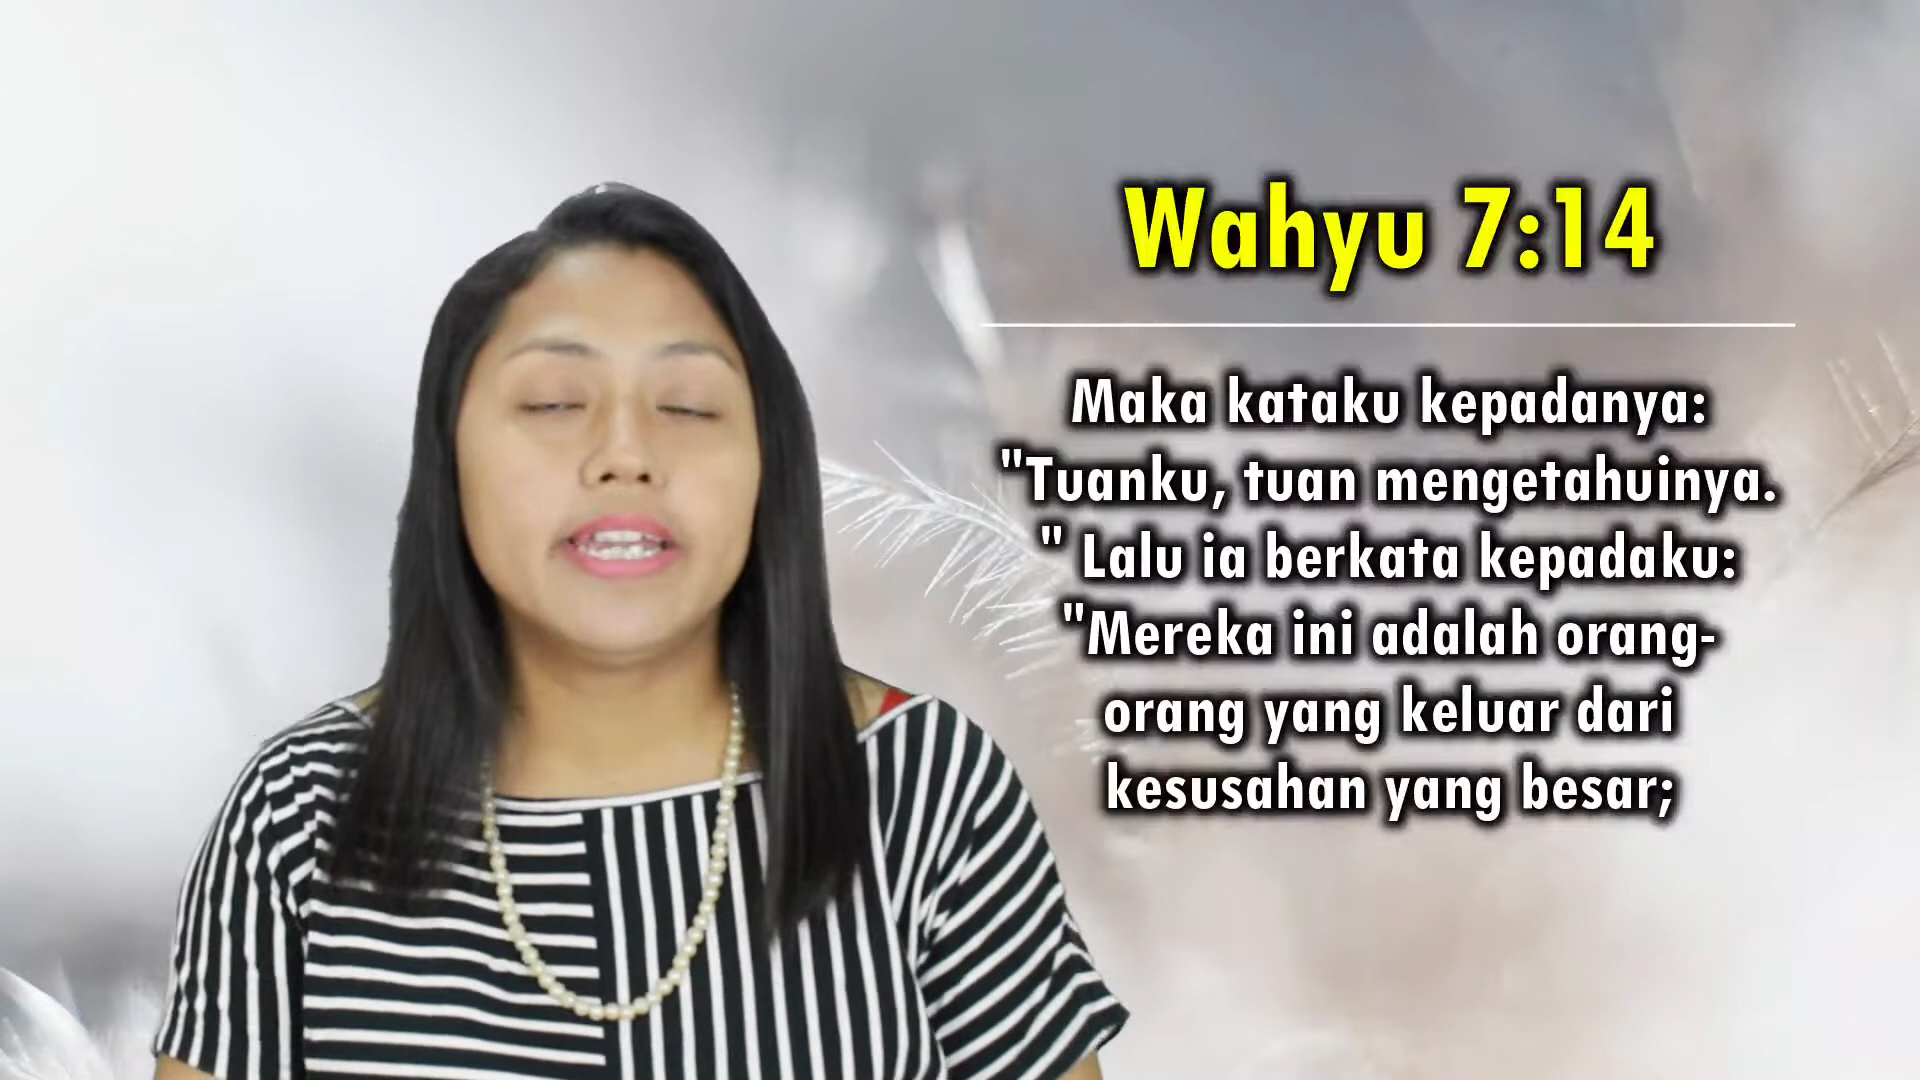 Wahyu 7:14
Maka kataku kepadanya:
"Tuanku, tuan mengetahuinya.
" Lalu ia berkata kepadaku:
"Mereka ini adalah orang-
orang yang keluar dari
kesusahan yang besar;